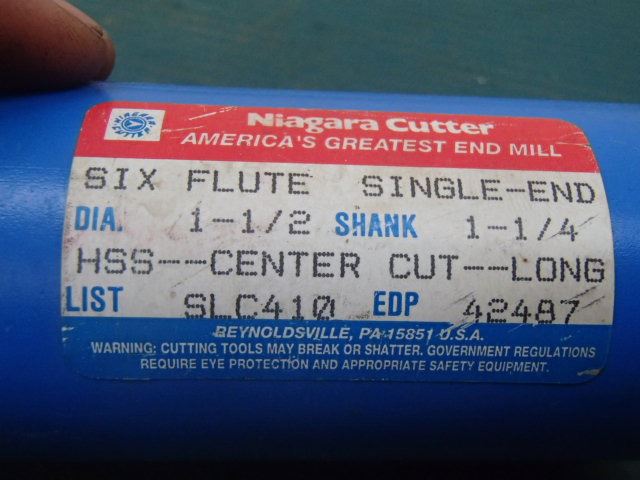 NIAGARA CUTTER
Niagara Cutter
AMERICA'S GREATEST END MILL
SIX FLUTE SINGLE-END
DIA. 1-1/2 SHANK 1-1/4
HSS--CENTER CUT--LONG
LIST SLC410 EDP 42487
REYNOLDSVILLE, PA 15851 U.S.A.
WARNING: CUTTING TOOLS MAY BREAK OR SHATTER. GOVERNMENT REGULATIONS
REQUIRE EYE PROTECTION AND APPROPRIATE SAFETY EQUIPMENT.